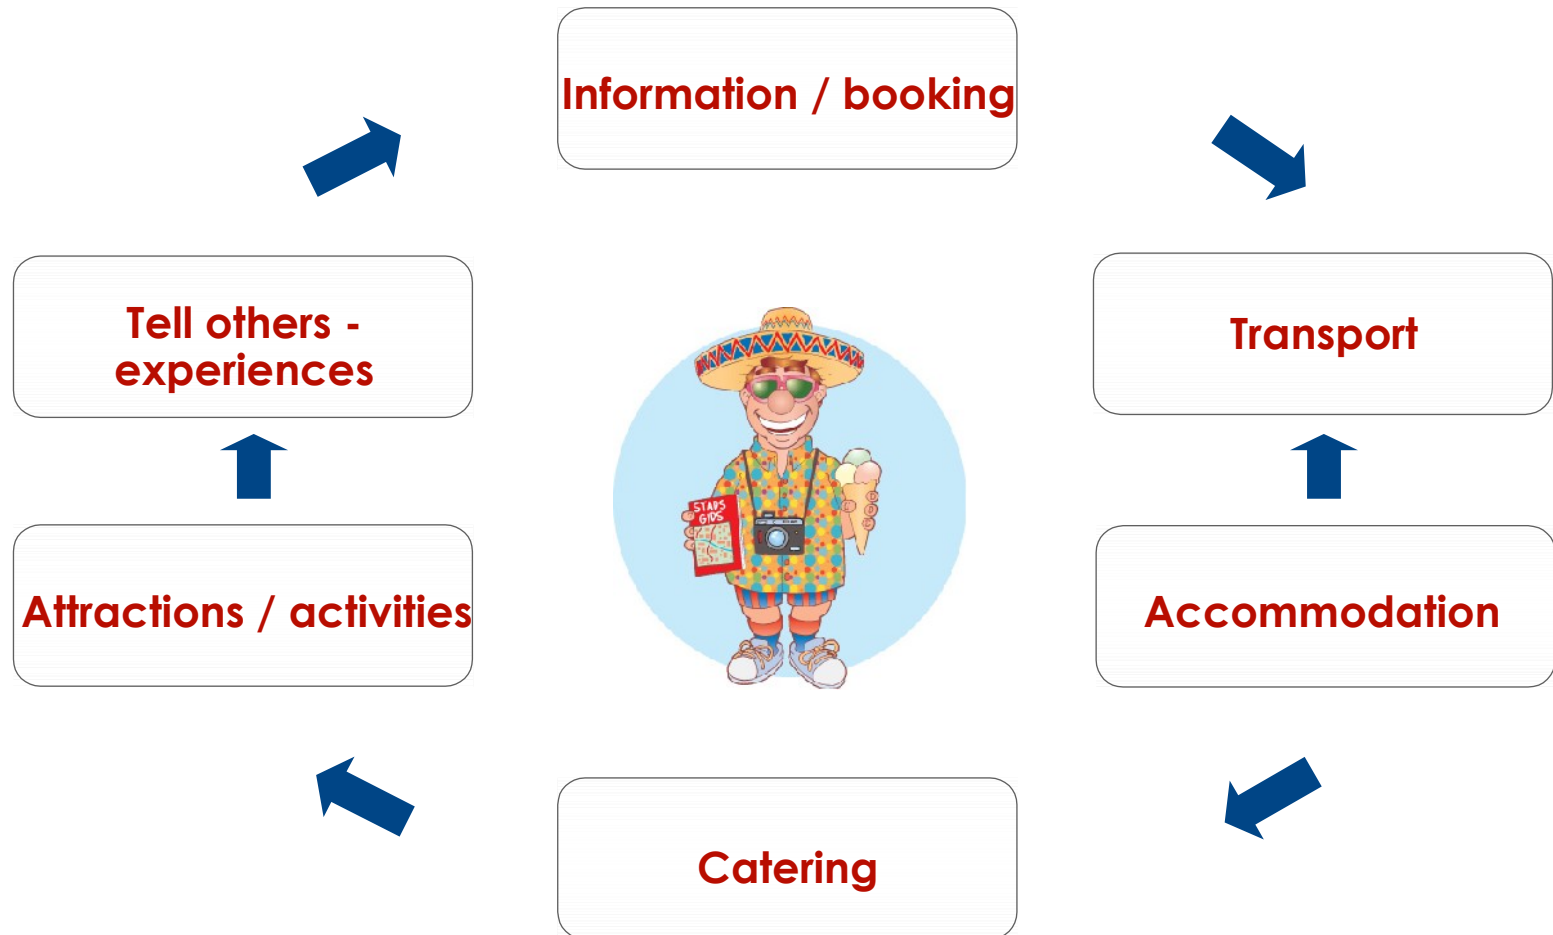 Information / booking
Tell others -
experiences
Transport
STADS
GIDS
Attractions / activities
Accommodation
Catering